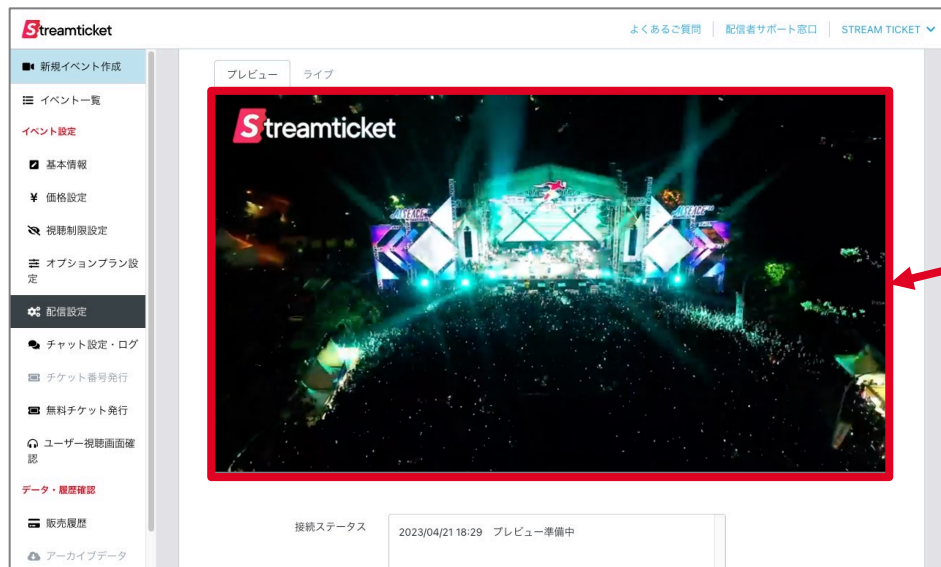 Streamticket
よくあるご質問
配信者サポート窓口
STREAM TICKET
新規イベント作成
イベント一覧
イベント設定
基本情報
価格設定
視聴制限設定
オプションプラン設
定
配信設定
チャット設定・ログ
チケット番号発行
無料チケット発行
ユーザー視聴画面確
認
データ・履歴確認
販売履歴
アーカイブデータ
プレビュー
ライブ
Streamticket
接続ステータス
2023/04/21 18:29 プレビュー準備中